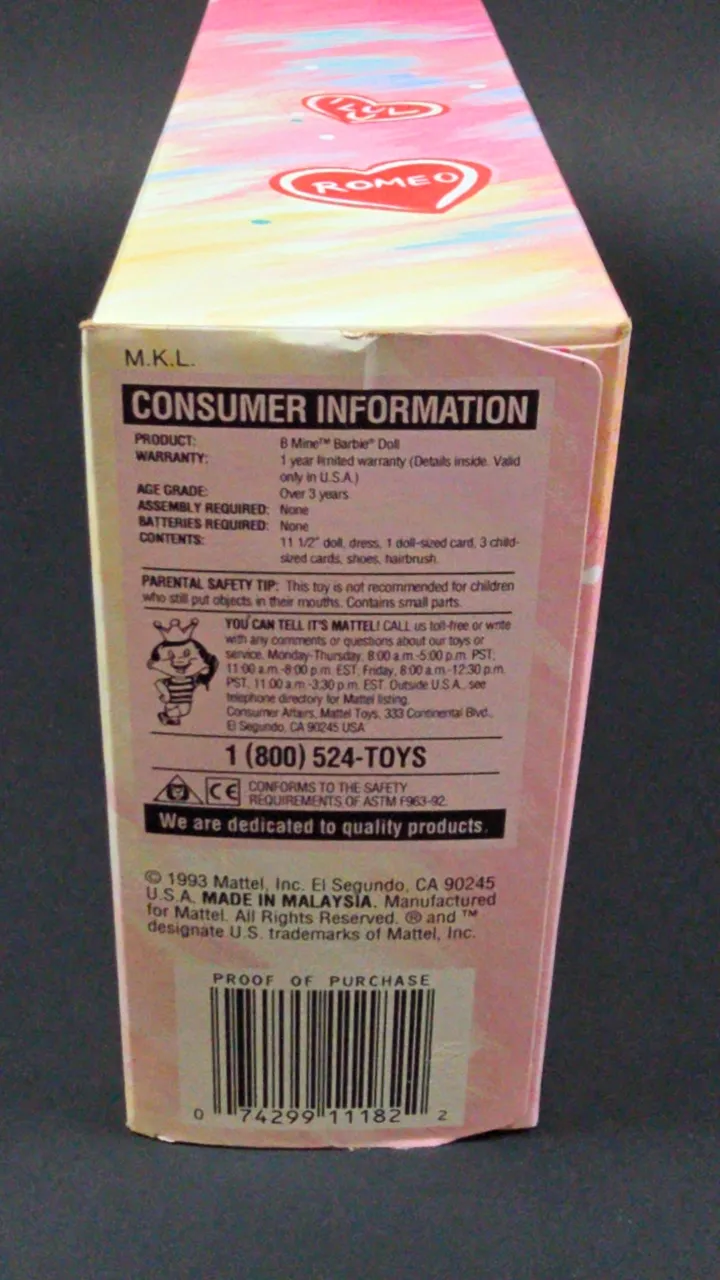 ROMEO
M.K.L.
CONSUMER INFORMATION
PRODUCT: B Mine™ Barbie® Doll
WARRANTY: 1 year limited warranty (Details inside. Valid
only in U.S.A.)
AGE GRADE: Over 3 years
ASSEMBLY REQUIRED: None
BATTERIES REQUIRED: None
CONTENTS: 11 1/2" doll, dress, 1 doll-sized card, 3 child-
sized cards, shoes, hairbrush.
PARENTAL SAFETY TIP: This toy is not recommended for children
who still put objects in their mouths. Contains small parts.
YOU CAN TELL IT'S MATTEL! CALL us toll-free or write
with any comments or questions about our toys or
service. Monday-Thursday, 8:00 a.m.-5:00 p.m. PST,
11:00 a.m.-8:00 p.m. EST, Friday, 8:00 a.m.-12:30 p.m.
PST, 11:00 a.m.-3:30 p.m. EST. Outside U.S.A., see
telephone directory for Mattel listing.
Consumer Affairs, Mattel Toys, 333 Continental Blvd.,
El Segundo, CA 90245 USA
1 (800) 524-TOYS
CE CONFORMS TO THE SAFETY
REQUIREMENTS OF ASTM F963-92.
We are dedicated to quality products.
© 1993 Mattel, Inc. El Segundo, CA 90245
U.S.A. MADE IN MALAYSIA. Manufactured
for Mattel. All Rights Reserved. ® and ™
designate U.S. trademarks of Mattel, Inc.
PROOF OF PURCHASE
0 74299 11182 2